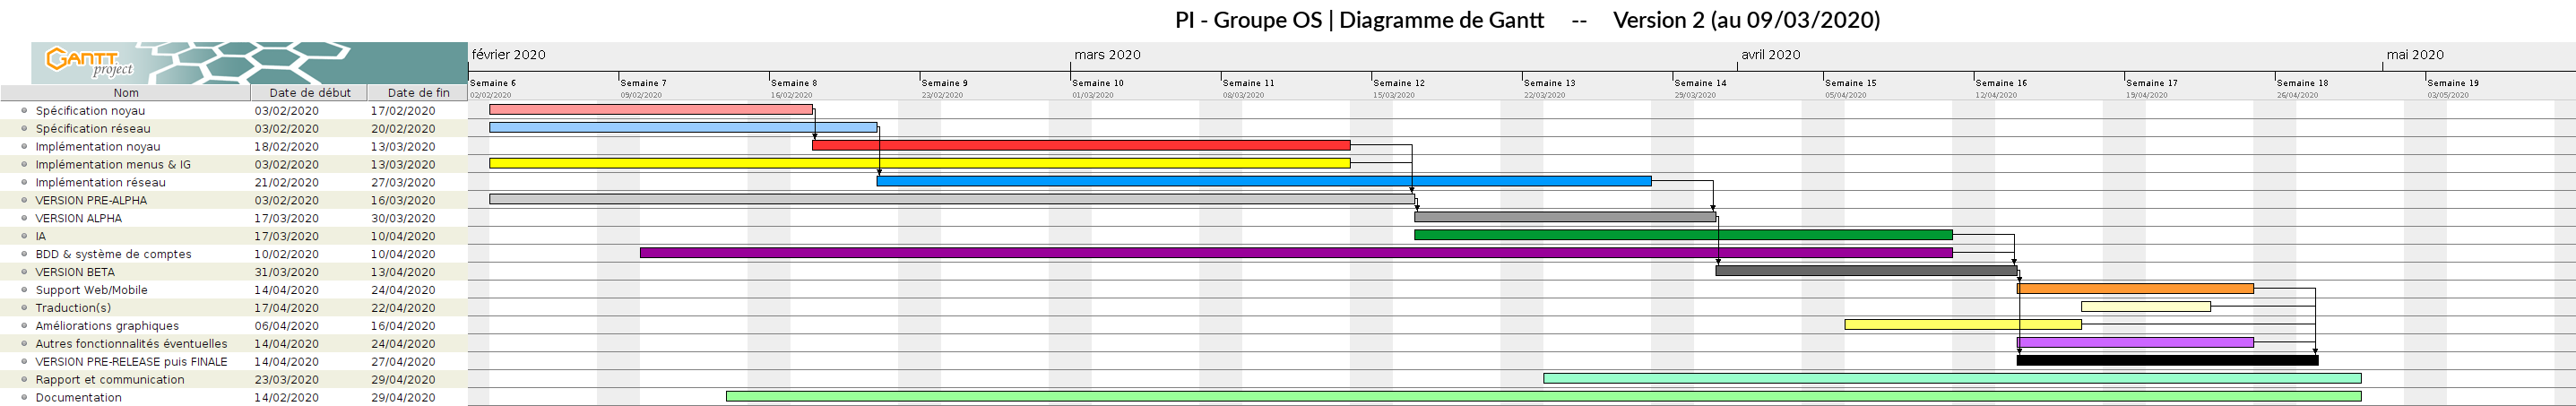 PI - Groupe OS | Diagramme de Gantt -- Version 2 (au 09/03/2020)
GANTT project
février 2020 mars 2020 avril 2020 mai 2020
Semaine 6 Semaine 7 Semaine 8 Semaine 9 Semaine 10 Semaine 11 Semaine 12 Semaine 13 Semaine 14 Semaine 15 Semaine 16 Semaine 17 Semaine 18 Semaine 19
02/02/2020 09/02/2020 16/02/2020 23/02/2020 01/03/2020 08/03/2020 15/03/2020 22/03/2020 29/03/2020 05/04/2020 12/04/2020 19/04/2020 26/04/2020 03/05/2020
Nom Date de début Date de fin
Spécification noyau 03/02/2020 17/02/2020
Spécification réseau 03/02/2020 20/02/2020
Implémentation noyau 18/02/2020 13/03/2020
Implémentation menus & IG 03/02/2020 13/03/2020
Implémentation réseau 21/02/2020 27/03/2020
VERSION PRE-ALPHA 03/02/2020 16/03/2020
VERSION ALPHA 17/03/2020 30/03/2020
IA 17/03/2020 10/04/2020
BDD & système de comptes 10/02/2020 10/04/2020
VERSION BETA 31/03/2020 13/04/2020
Support Web/Mobile 14/04/2020 24/04/2020
Traduction(s) 17/04/2020 22/04/2020
Améliorations graphiques 06/04/2020 16/04/2020
Autres fonctionnalités éventuelles 14/04/2020 24/04/2020
VERSION PRE-RELEASE puis FINALE 14/04/2020 27/04/2020
Rapport et communication 23/03/2020 29/04/2020
Documentation 14/02/2020 29/04/2020